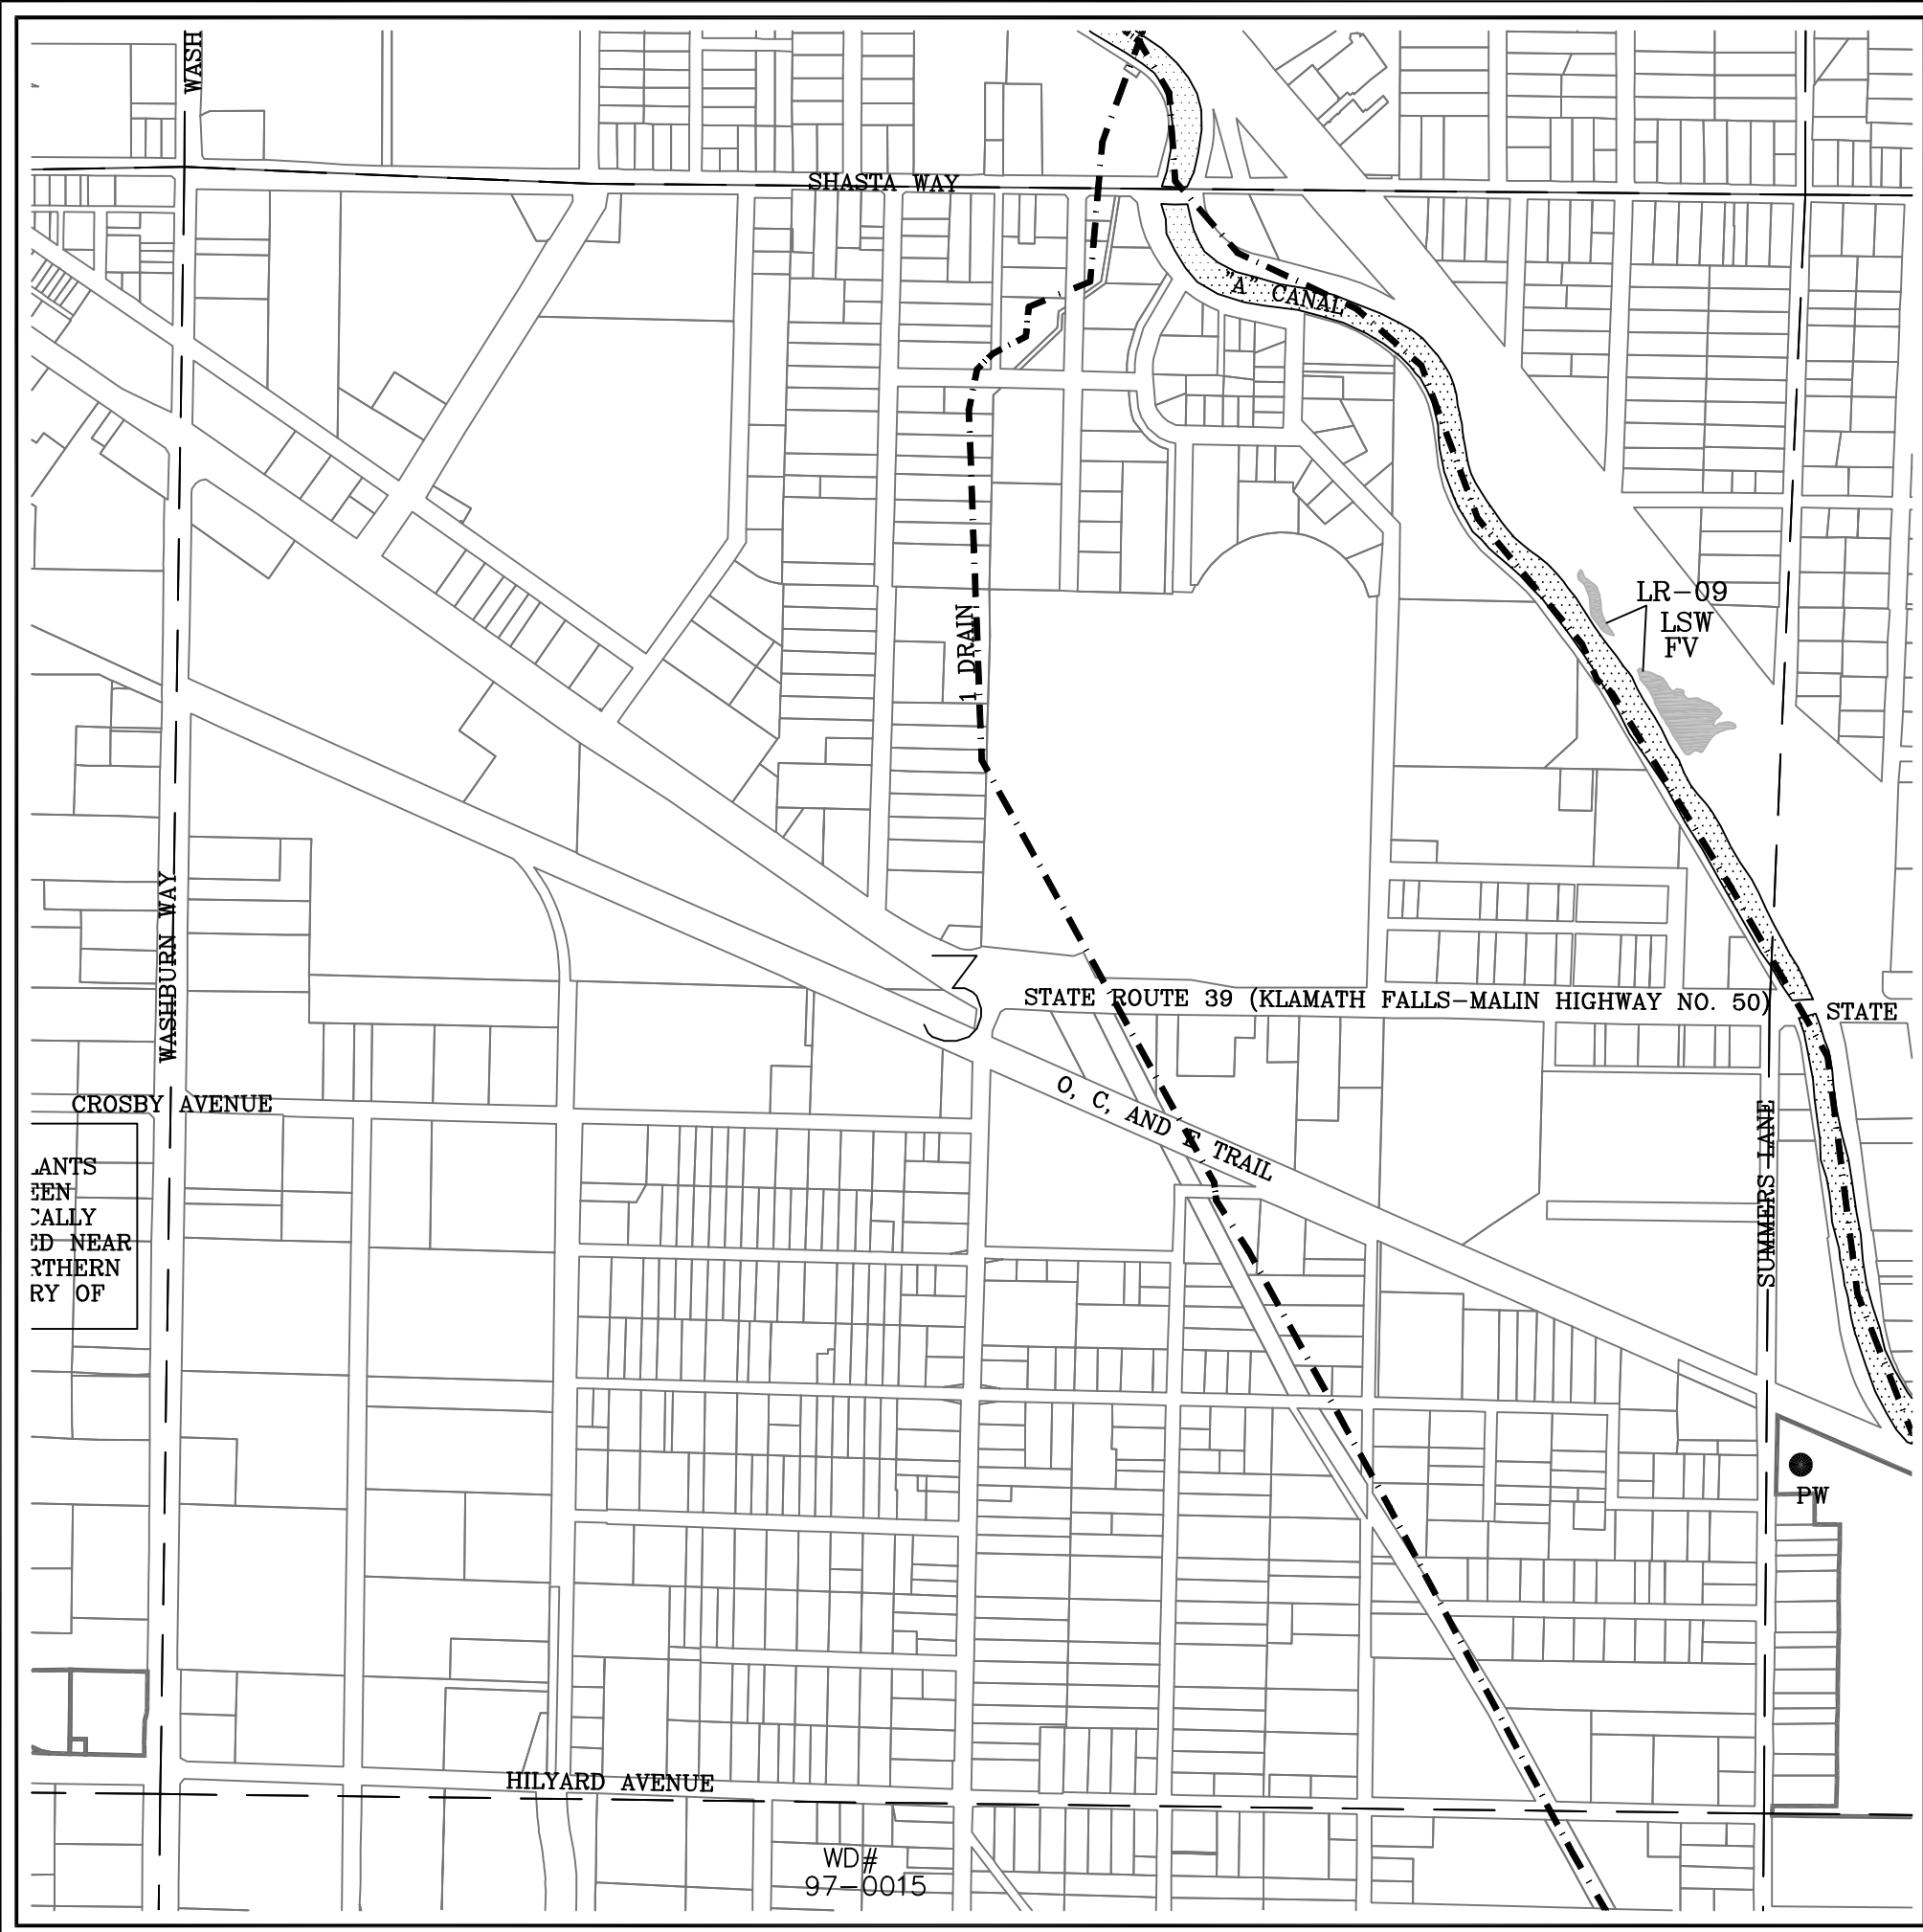 WASH
SHASTA WAY
"A" CANAL
LR-09
LSW
FV
1 DRAIN
WASHBURN WAY
3
STATE ROUTE 39 (KLAMATH FALLS-MALIN HIGHWAY NO. 50)
STATE
O, C, AND E TRAIL
CROSBY AVENUE
SUMMERS LANE
LANTS
EEN
CALLY
ED NEAR
RTHERN
RY OF
PW
HILYARD AVENUE
WD#
97-0015